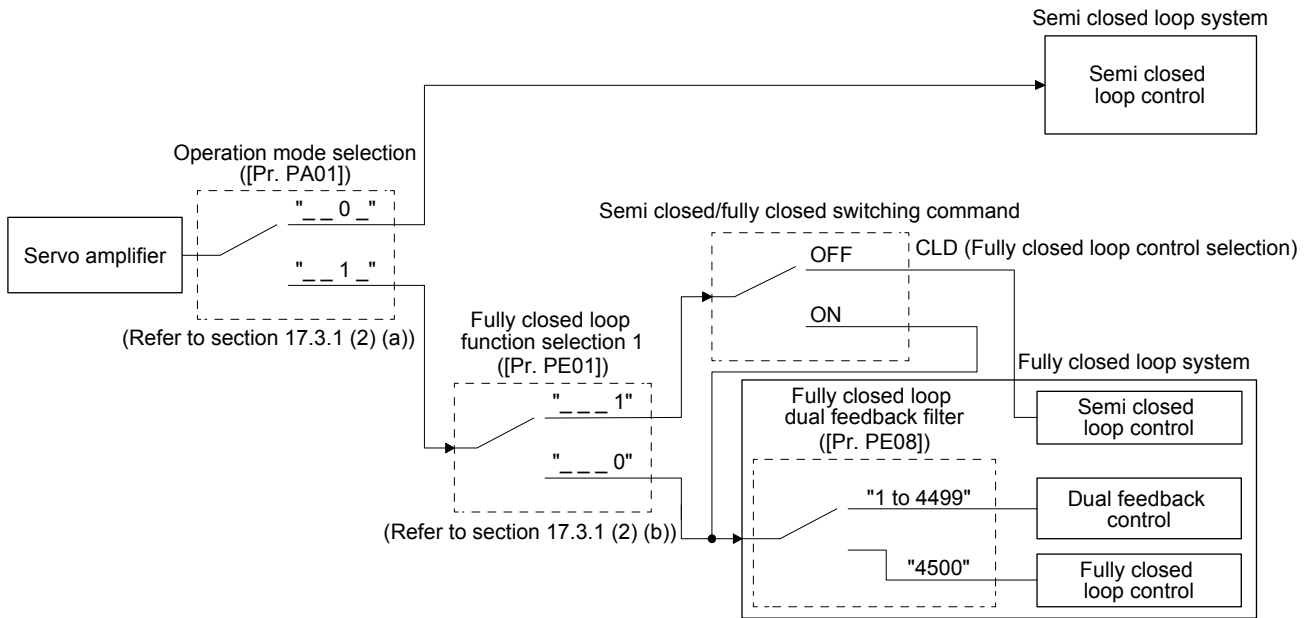 Semi closed loop system
Semi closed
loop control
Operation mode selection
([Pr. PA01])
"_ _ 0 _"
Servo amplifier
"_ _ 1 _"
(Refer to section 17.3.1 (2) (a))
Semi closed/fully closed switching command
OFF
CLD (Fully closed loop control selection)
ON
Fully closed loop
function selection 1
([Pr. PE01])
"_ _ _ 1"
"_ _ _ 0"
(Refer to section 17.3.1 (2) (b))
Fully closed loop system
Fully closed loop
dual feedback filter
([Pr. PE08])
Semi closed
loop control
"1 to 4499"
Dual feedback
control
"4500"
Fully closed
loop control